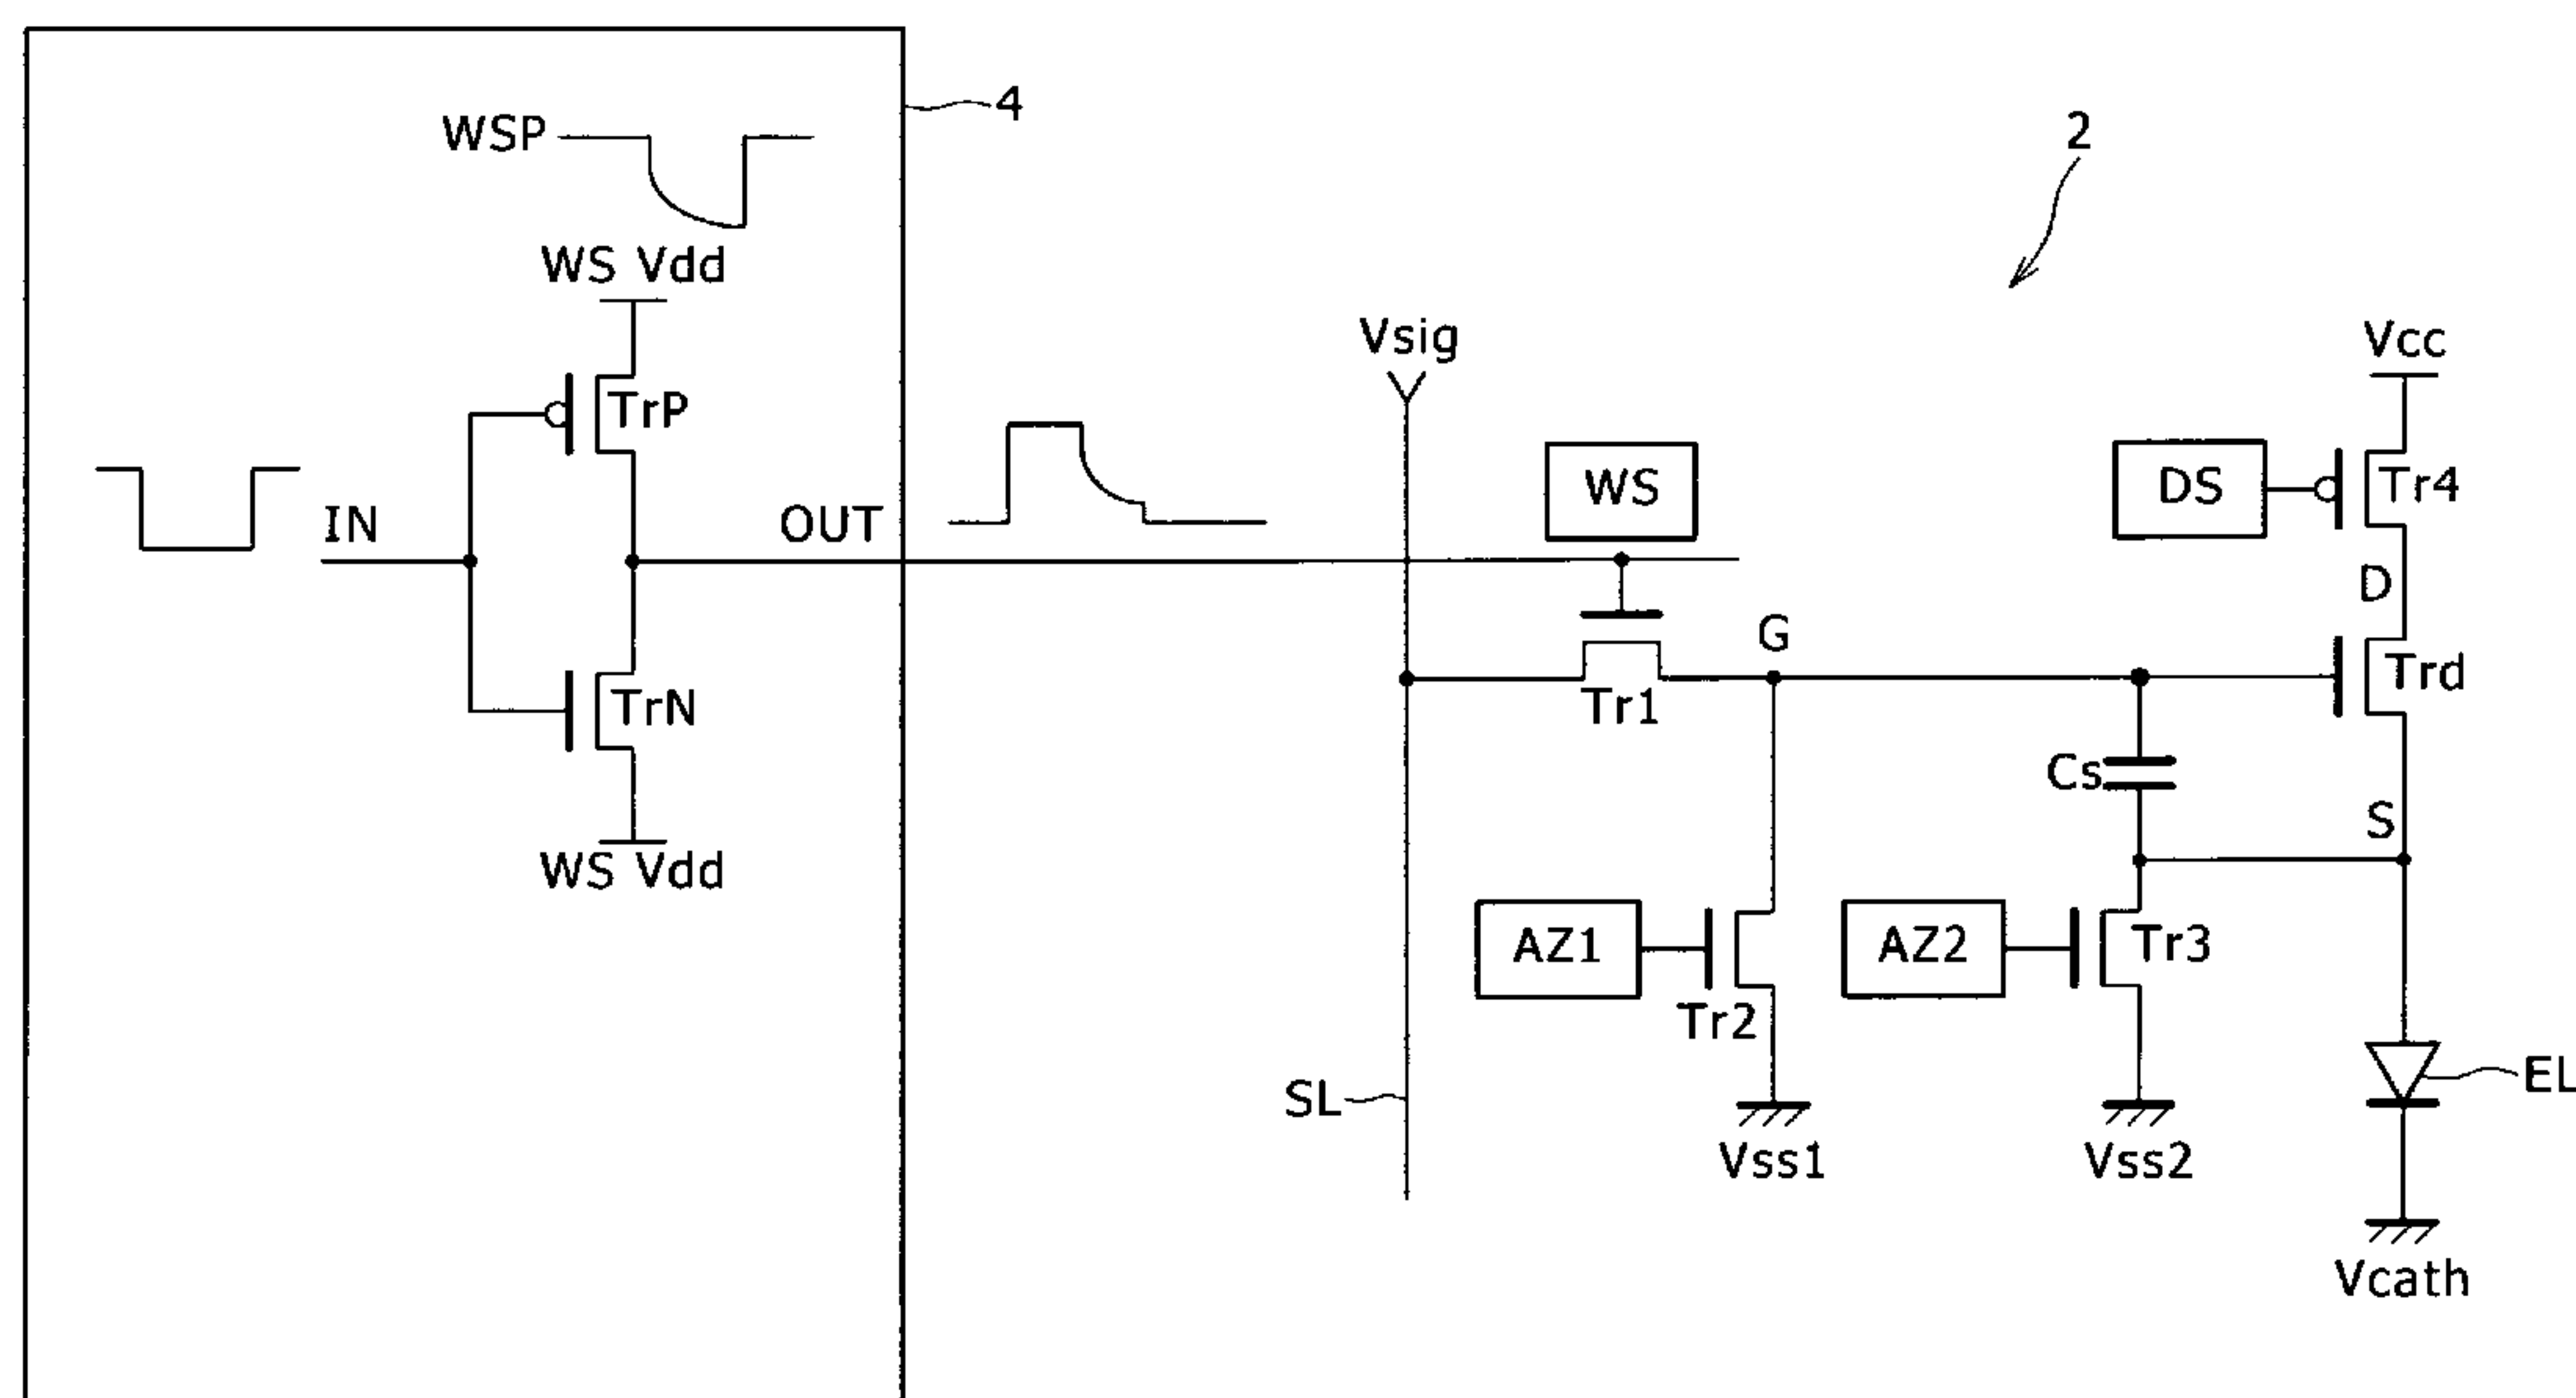 4
WSP
2
WS Vdd
Vsig
Vcc
TrP
WS
DS
Tr4
IN
OUT
D
G
TrN
Tr1
Trd
Cs
S
WS Vdd
AZ1
AZ2
Tr3
Tr2
SL
EL
Vss1
Vss2
Vcath